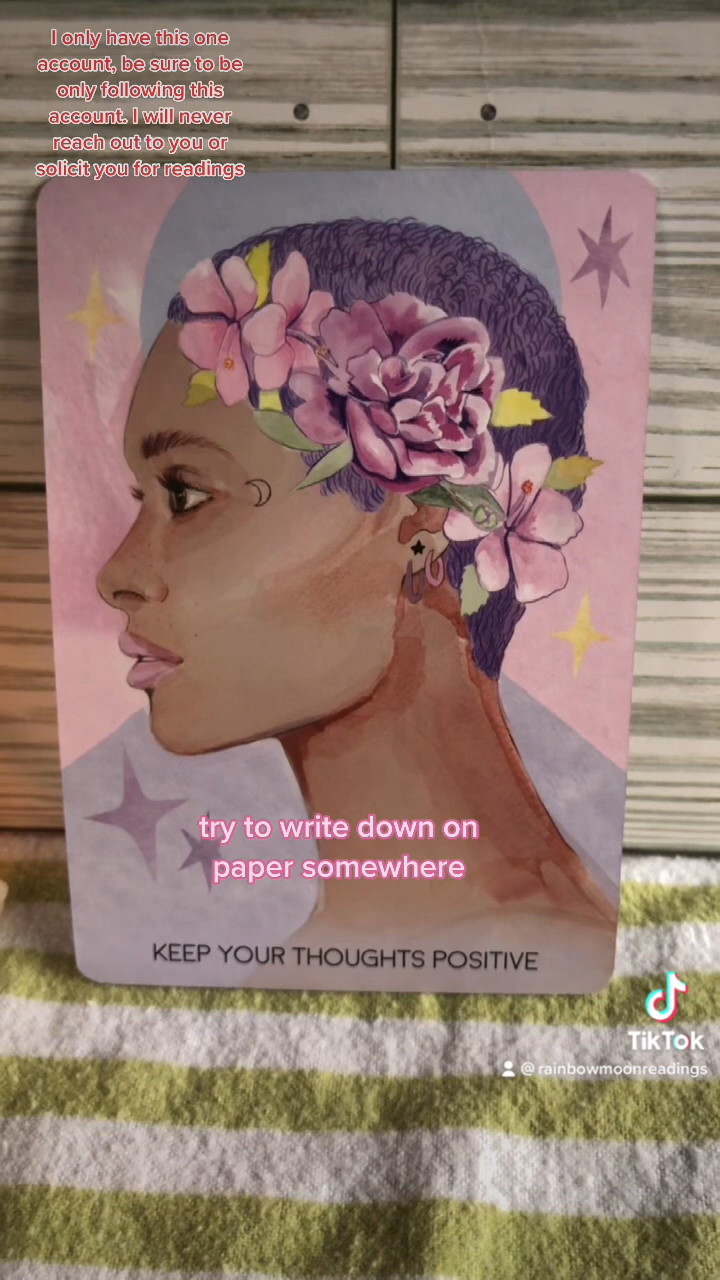 I only have this one
account, be sure to be
only following this
account. I will never
reach out to you or
solicit you for readings
try to write down on
paper somewhere
KEEP YOUR THOUGHTS POSITIVE
TikTok
@rainbowmoonreadings